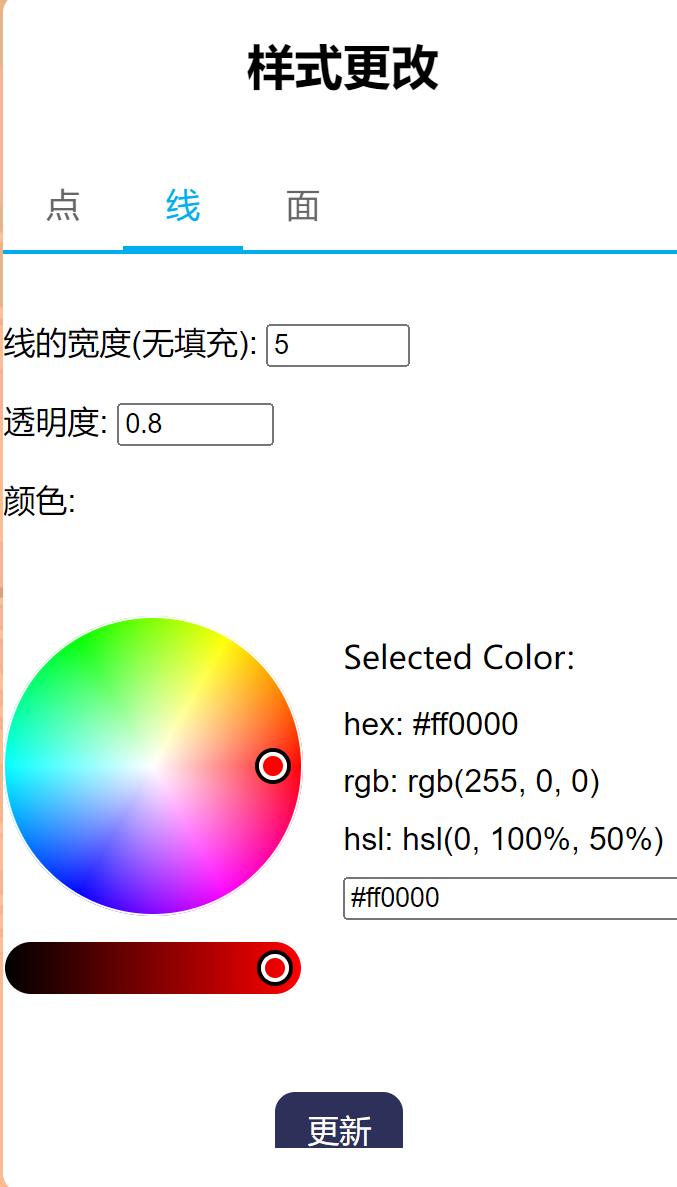 样式更改
点 线 面
线的宽度(无填充): 5
透明度: 0.8
颜色:
Selected Color:
hex: #ff0000
rgb: rgb(255, 0, 0)
hsl: hsl(0, 100%, 50%)
#ff0000
更新